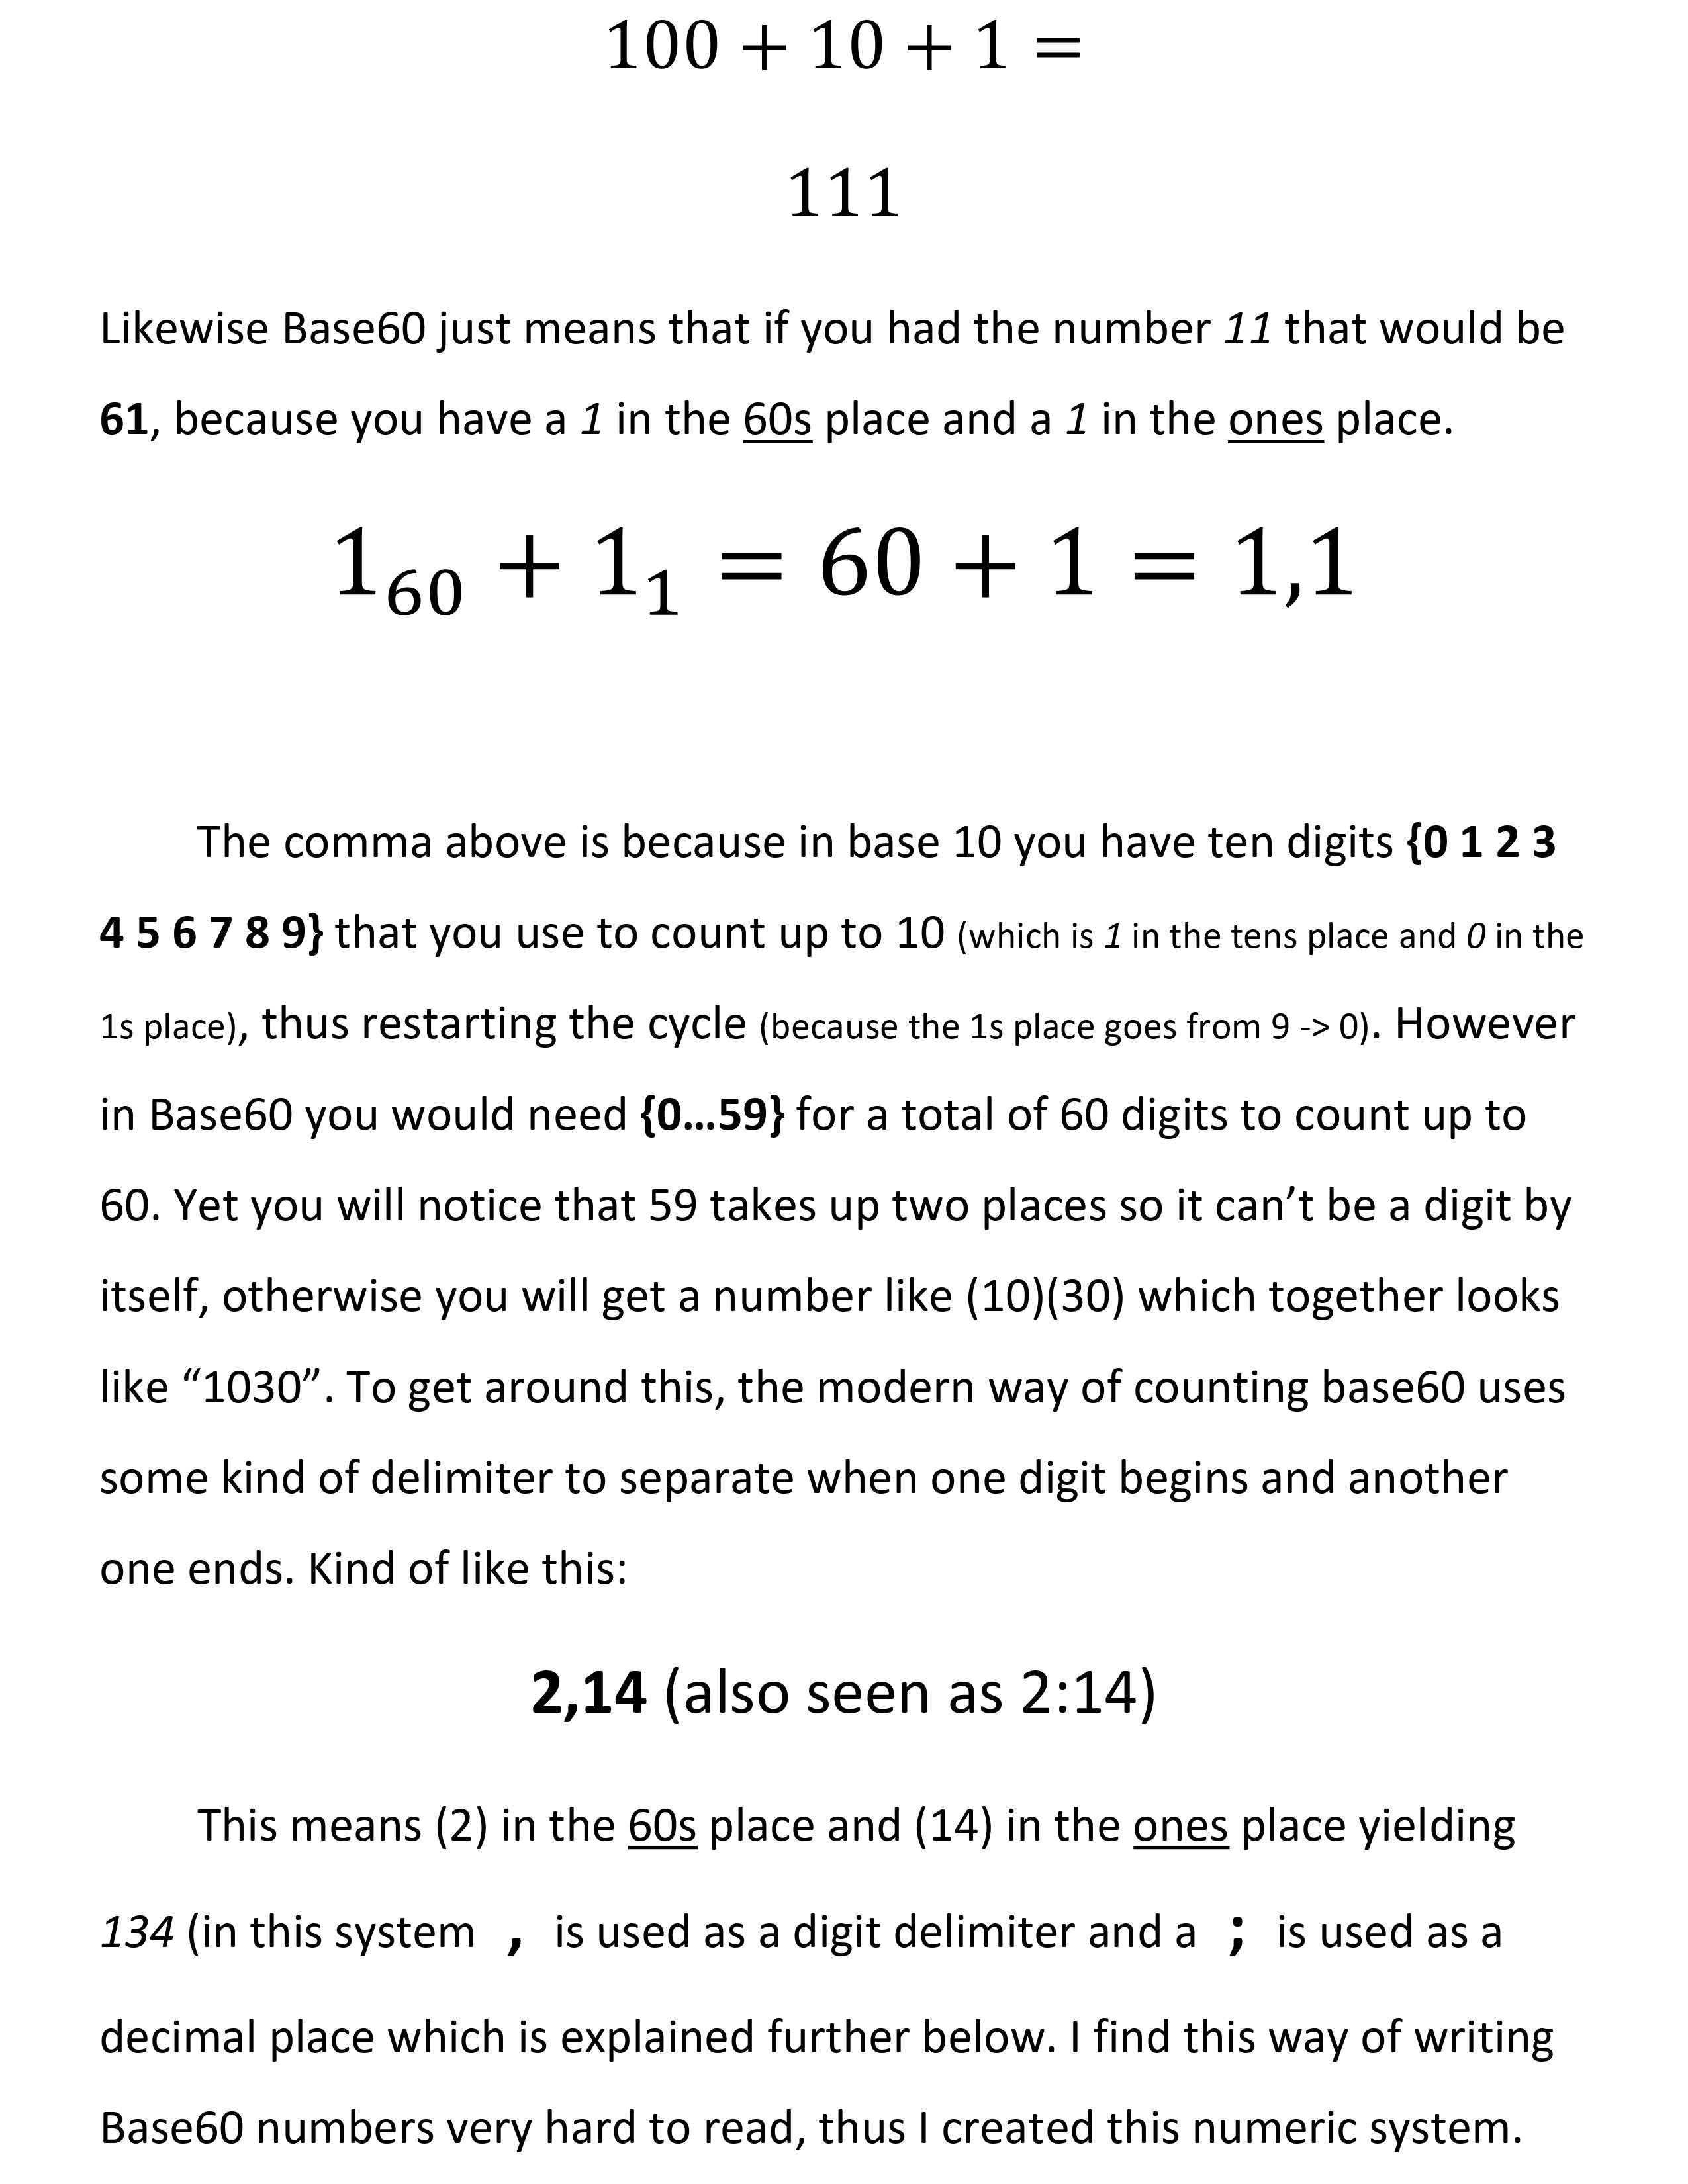 100 + 10 + 1 =
111
Likewise Base60 just means that if you had the number 11 that would be
61, because you have a 1 in the 60s place and a 1 in the ones place.
1₆₀ + 1₁ = 60 + 1 = 1,1
The comma above is because in base 10 you have ten digits {0 1 2 3
4 5 6 7 8 9} that you use to count up to 10 (which is 1 in the tens place and 0 in the
1s place), thus restarting the cycle (because the 1s place goes from 9 -> 0). However
in Base60 you would need {0…59} for a total of 60 digits to count up to
60. Yet you will notice that 59 takes up two places so it can’t be a digit by
itself, otherwise you will get a number like (10)(30) which together looks
like “1030”. To get around this, the modern way of counting base60 uses
some kind of delimiter to separate when one digit begins and another
one ends. Kind of like this:
2,14 (also seen as 2:14)
This means (2) in the 60s place and (14) in the ones place yielding
134 (in this system , is used as a digit delimiter and a ; is used as a
decimal place which is explained further below. I find this way of writing
Base60 numbers very hard to read, thus I created this numeric system.